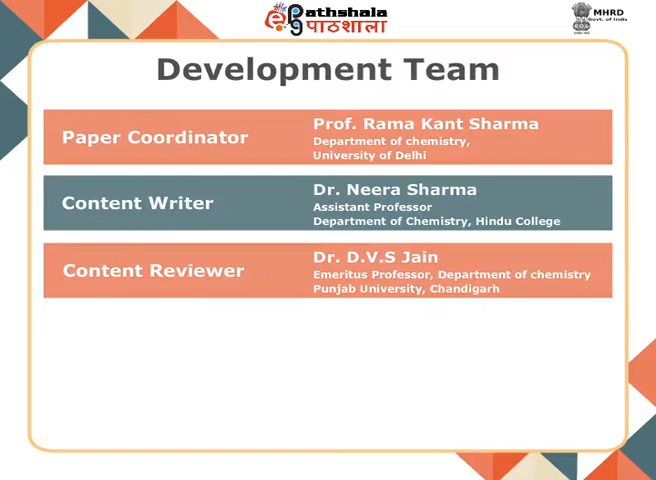 ePathshala
पाठशाला
MHRD
Govt. of India
Development Team
Paper Coordinator
Prof. Rama Kant Sharma
Department of chemistry,
University of Delhi
Content Writer
Dr. Neera Sharma
Assistant Professor
Department of Chemistry, Hindu College
Content Reviewer
Dr. D.V.S Jain
Emeritus Professor, Department of chemistry
Punjab University, Chandigarh